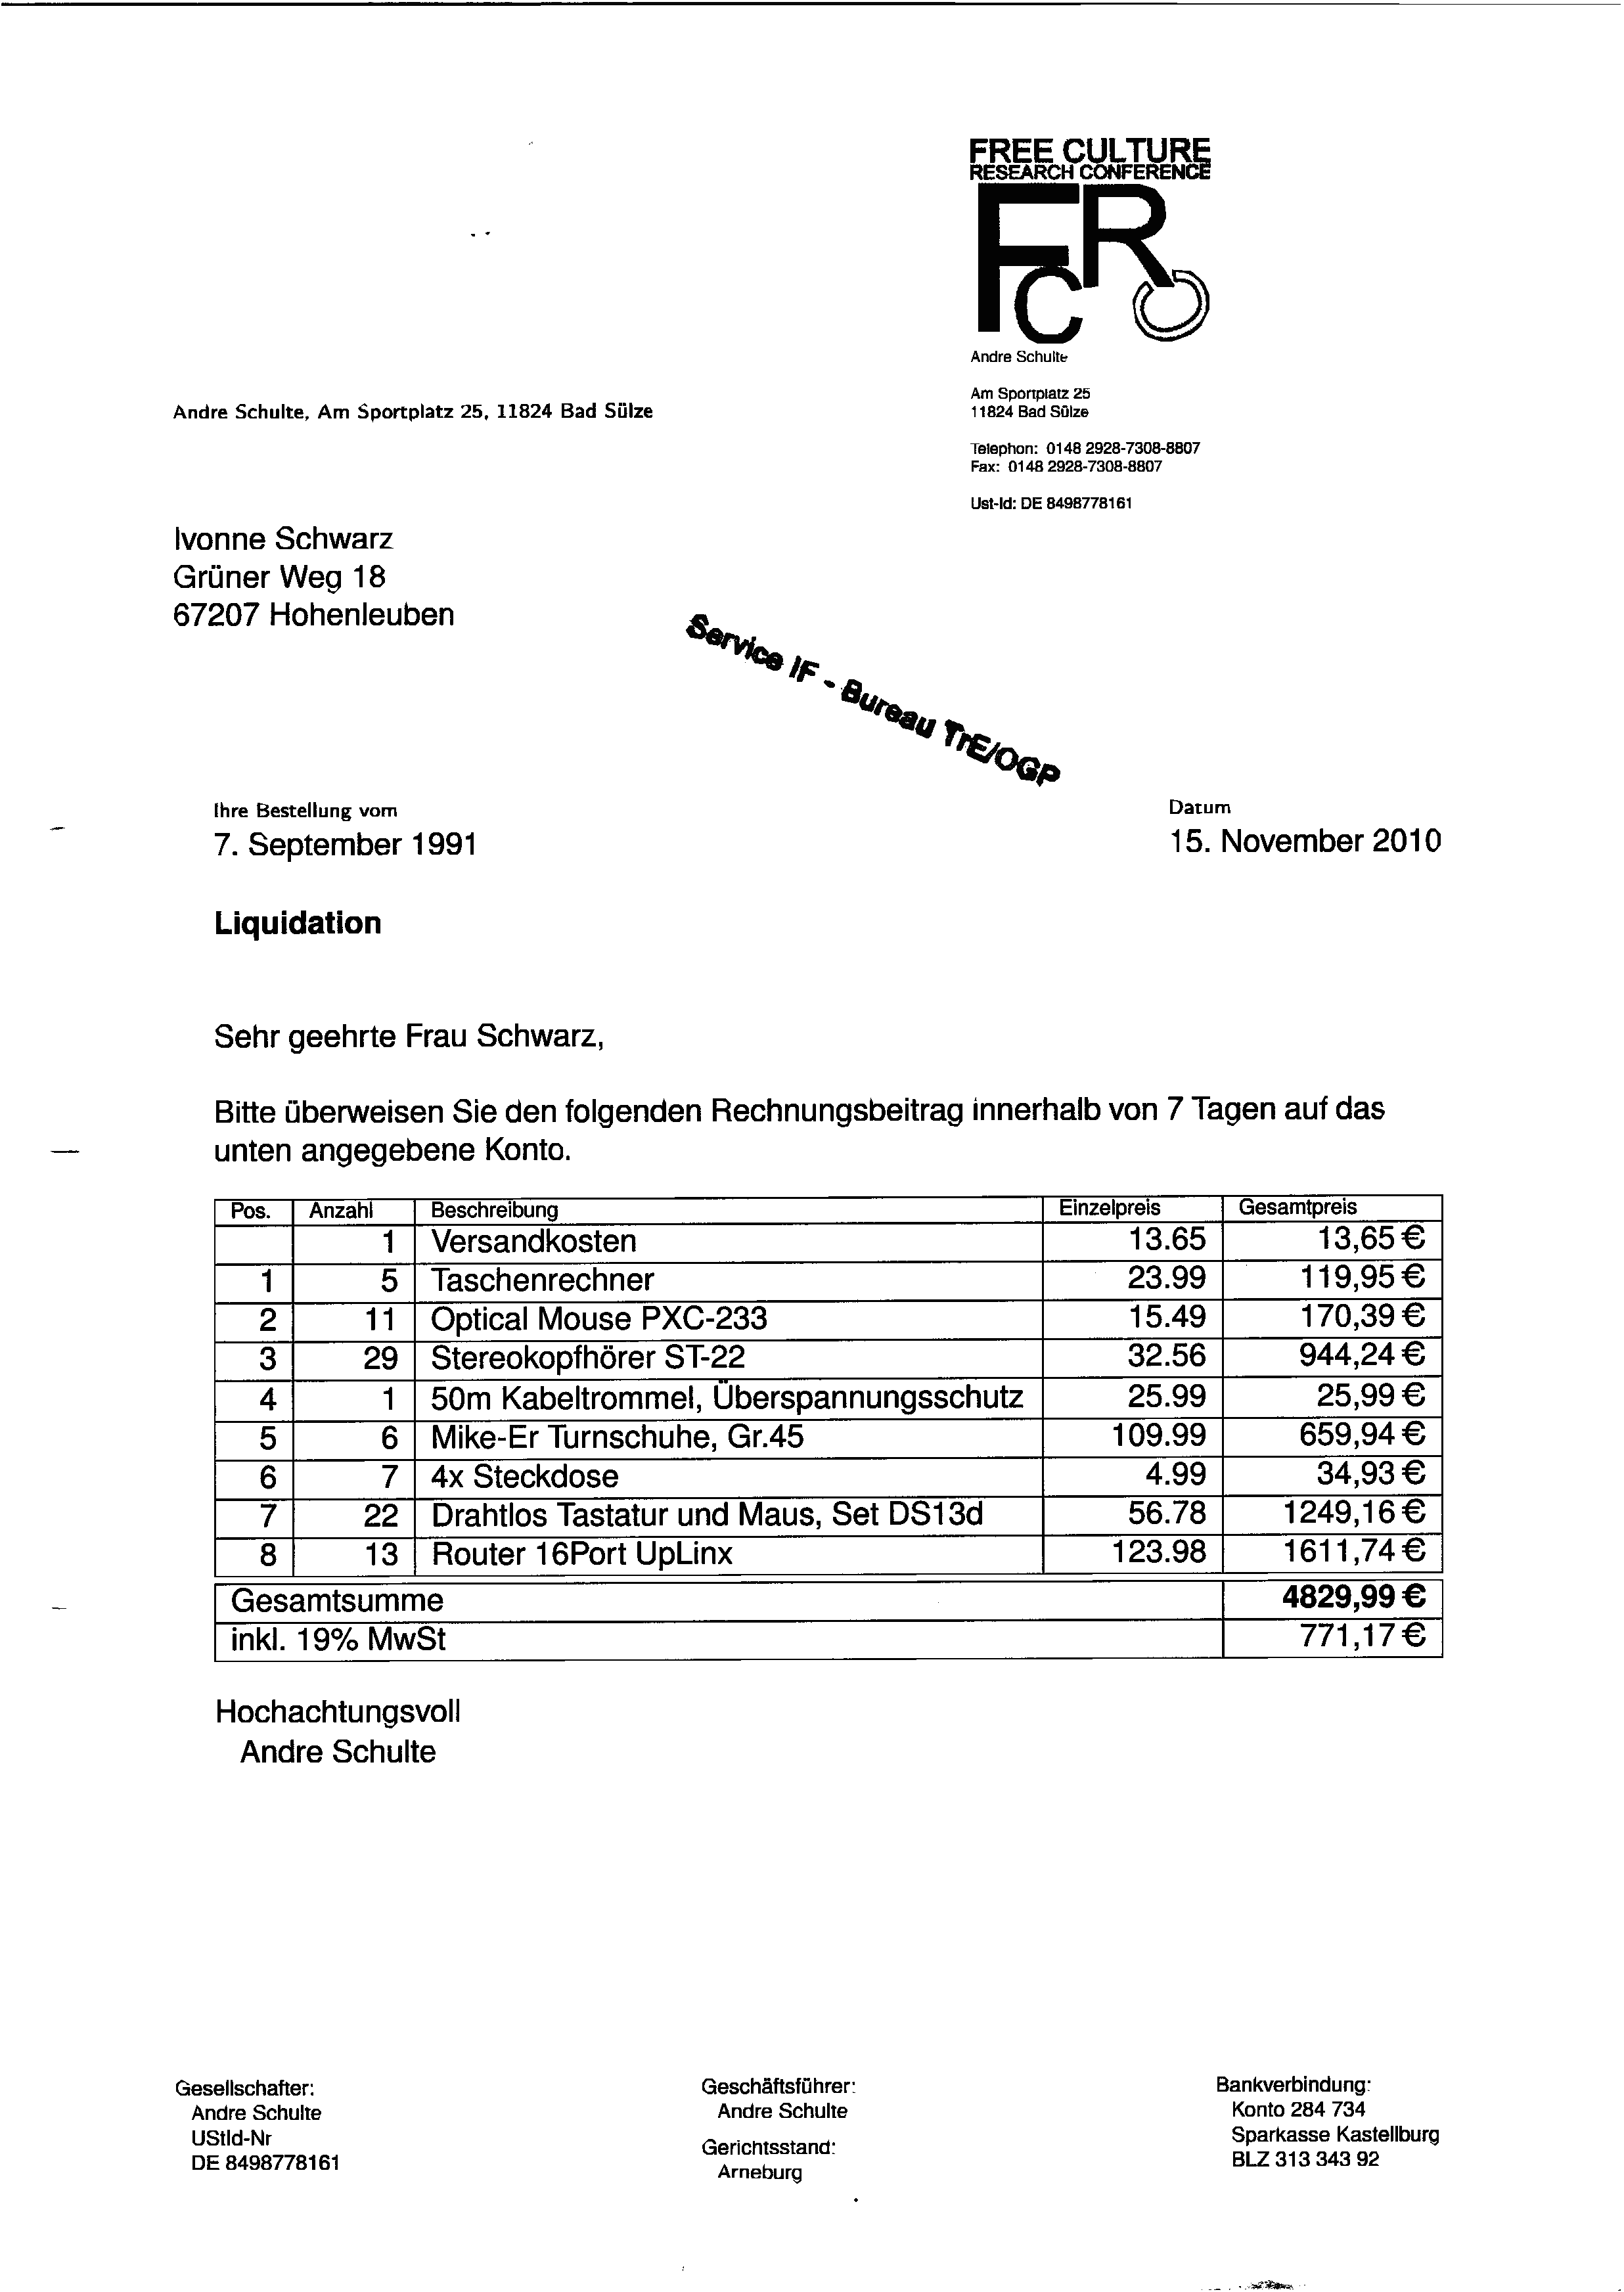 FREE CULTURE
RESEARCH CONFERENCE
FCRC
Andre Schulte
Am Sportplatz 25
11824 Bad Sülze
Andre Schulte, Am Sportplatz 25, 11824 Bad Sülze
Telephon: 0148 2928-7308-8807
Fax: 0148 2928-7308-8807
Ust-Id: DE 8498778161
Ivonne Schwarz
Grüner Weg 18
67207 Hohenleuben
Service IF - Bureau TrE/OGP
Ihre Bestellung vom
7. September 1991
Datum
15. November 2010
Liquidation
Sehr geehrte Frau Schwarz,
Bitte überweisen Sie den folgenden Rechnungsbeitrag innerhalb von 7 Tagen auf das
unten angegebene Konto.
Pos. Anzahl Beschreibung Einzelpreis Gesamtpreis
1 Versandkosten 13.65 13,65 €
1 5 Taschenrechner 23.99 119,95 €
2 11 Optical Mouse PXC-233 15.49 170,39 €
3 29 Stereokopfhörer ST-22 32.56 944,24 €
4 1 50m Kabeltrommel, Überspannungsschutz 25.99 25,99 €
5 6 Mike-Er Turnschuhe, Gr.45 109.99 659,94 €
6 7 4x Steckdose 4.99 34,93 €
7 22 Drahtlos Tastatur und Maus, Set DS13d 56.78 1249,16 €
8 13 Router 16Port UpLinx 123.98 1611,74 €
Gesamtsumme 4829,99 €
inkl. 19% MwSt 771,17 €
Hochachtungsvoll
Andre Schulte
Gesellschafter:
Andre Schulte
UStId-Nr
DE 8498778161
Geschäftsführer:
Andre Schulte
Gerichtsstand:
Arneburg
Bankverbindung:
Konto 284 734
Sparkasse Kastellburg
BLZ 313 343 92